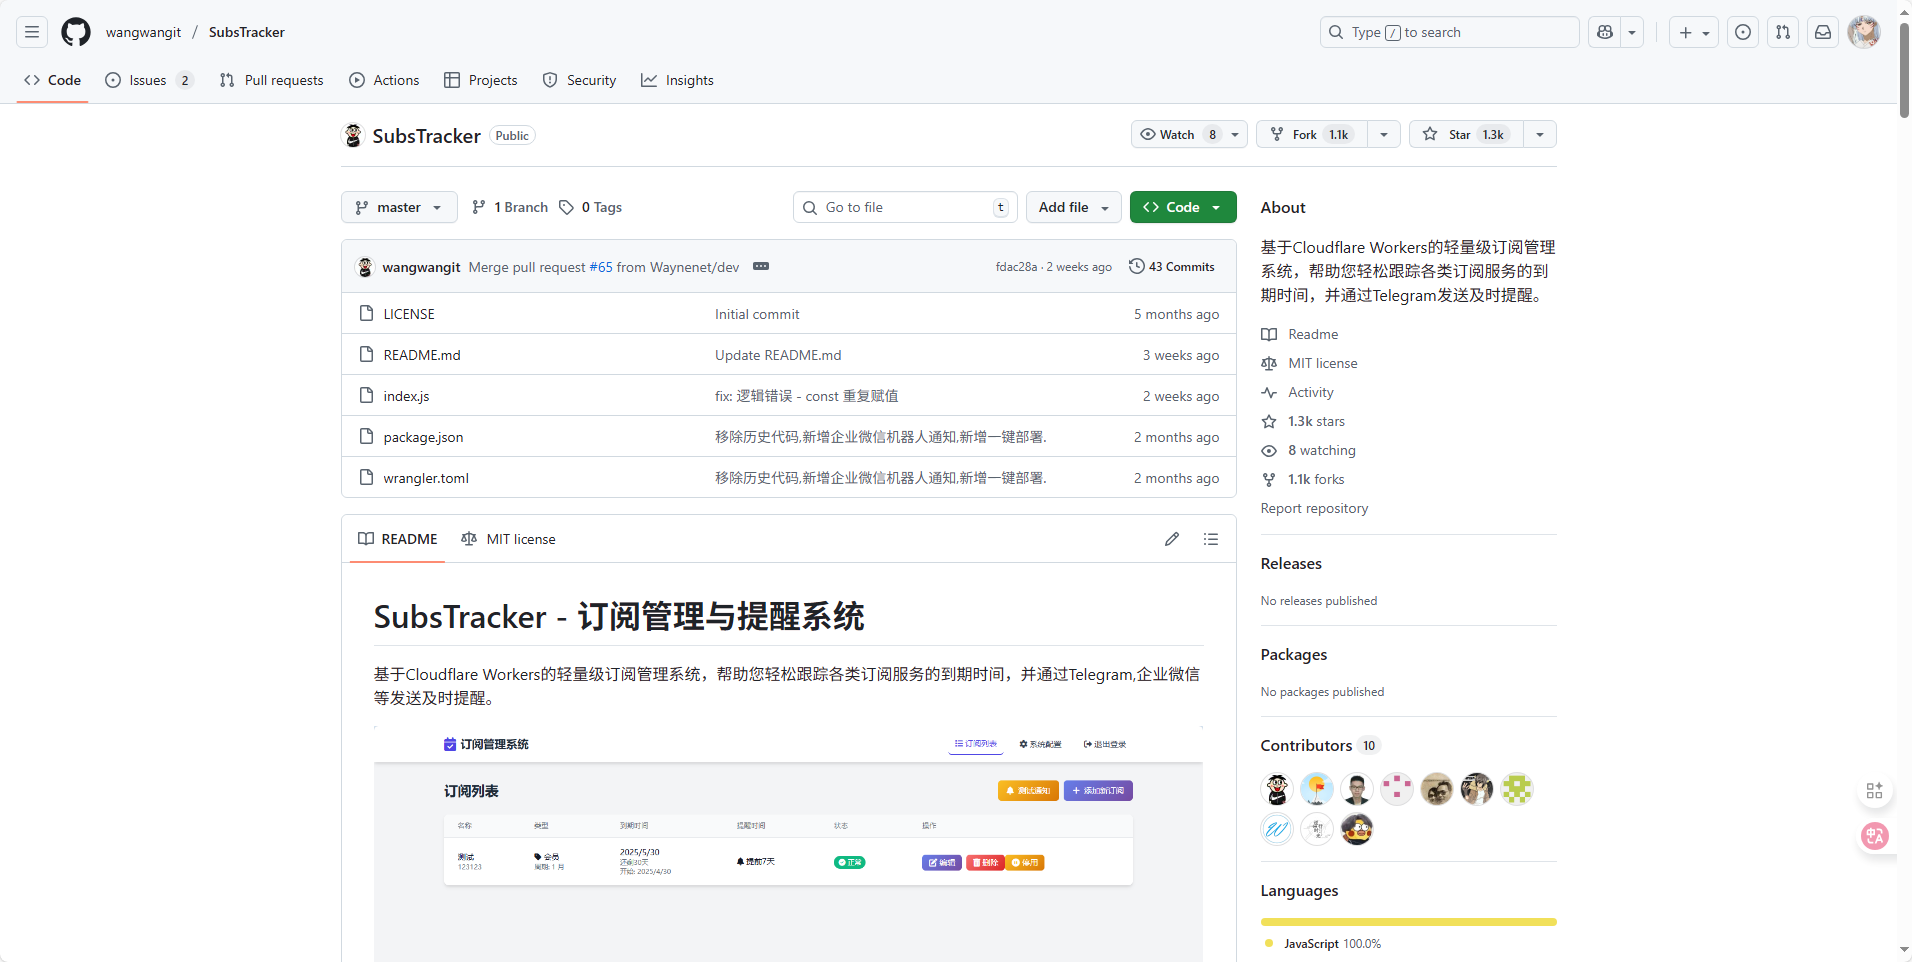 wangwangit / SubsTracker
Type / to search
Code
Issues 2
Pull requests
Actions
Projects
Security
Insights
SubsTracker Public
Watch 8
Fork 1.1k
Star 1.3k
master
1 Branch
0 Tags
Go to file t
Add file
Code
wangwangit Merge pull request #65 from Waynenet/dev
fdac28a · 2 weeks ago
43 Commits
LICENSE Initial commit 5 months ago
README.md Update README.md 3 weeks ago
index.js fix: 逻辑错误 - const 重复赋值 2 weeks ago
package.json 移除历史代码,新增企业微信机器人通知,新增一键部署. 2 months ago
wrangler.toml 移除历史代码,新增企业微信机器人通知,新增一键部署. 2 months ago
README
MIT license
SubsTracker - 订阅管理与提醒系统
基于Cloudflare Workers的轻量级订阅管理系统，帮助您轻松跟踪各类订阅服务的到期时间，并通过Telegram,企业微信
等发送及时提醒。
订阅管理系统
订阅列表 系统配置 退出登录
订阅列表
测试通知 添加新订阅
名称 类型 到期时间 提醒时间 状态 操作
测试
123123
会员
周期: 1 月
2025/5/30
还剩30天
开始: 2025/4/30
提前7天
正常
编辑 删除 停用
About
基于Cloudflare Workers的轻量级订阅管理
系统，帮助您轻松跟踪各类订阅服务的到
期时间，并通过Telegram发送及时提醒。
Readme
MIT license
Activity
1.3k stars
8 watching
1.1k forks
Report repository
Releases
No releases published
Packages
No packages published
Contributors 10
Languages
JavaScript 100.0%